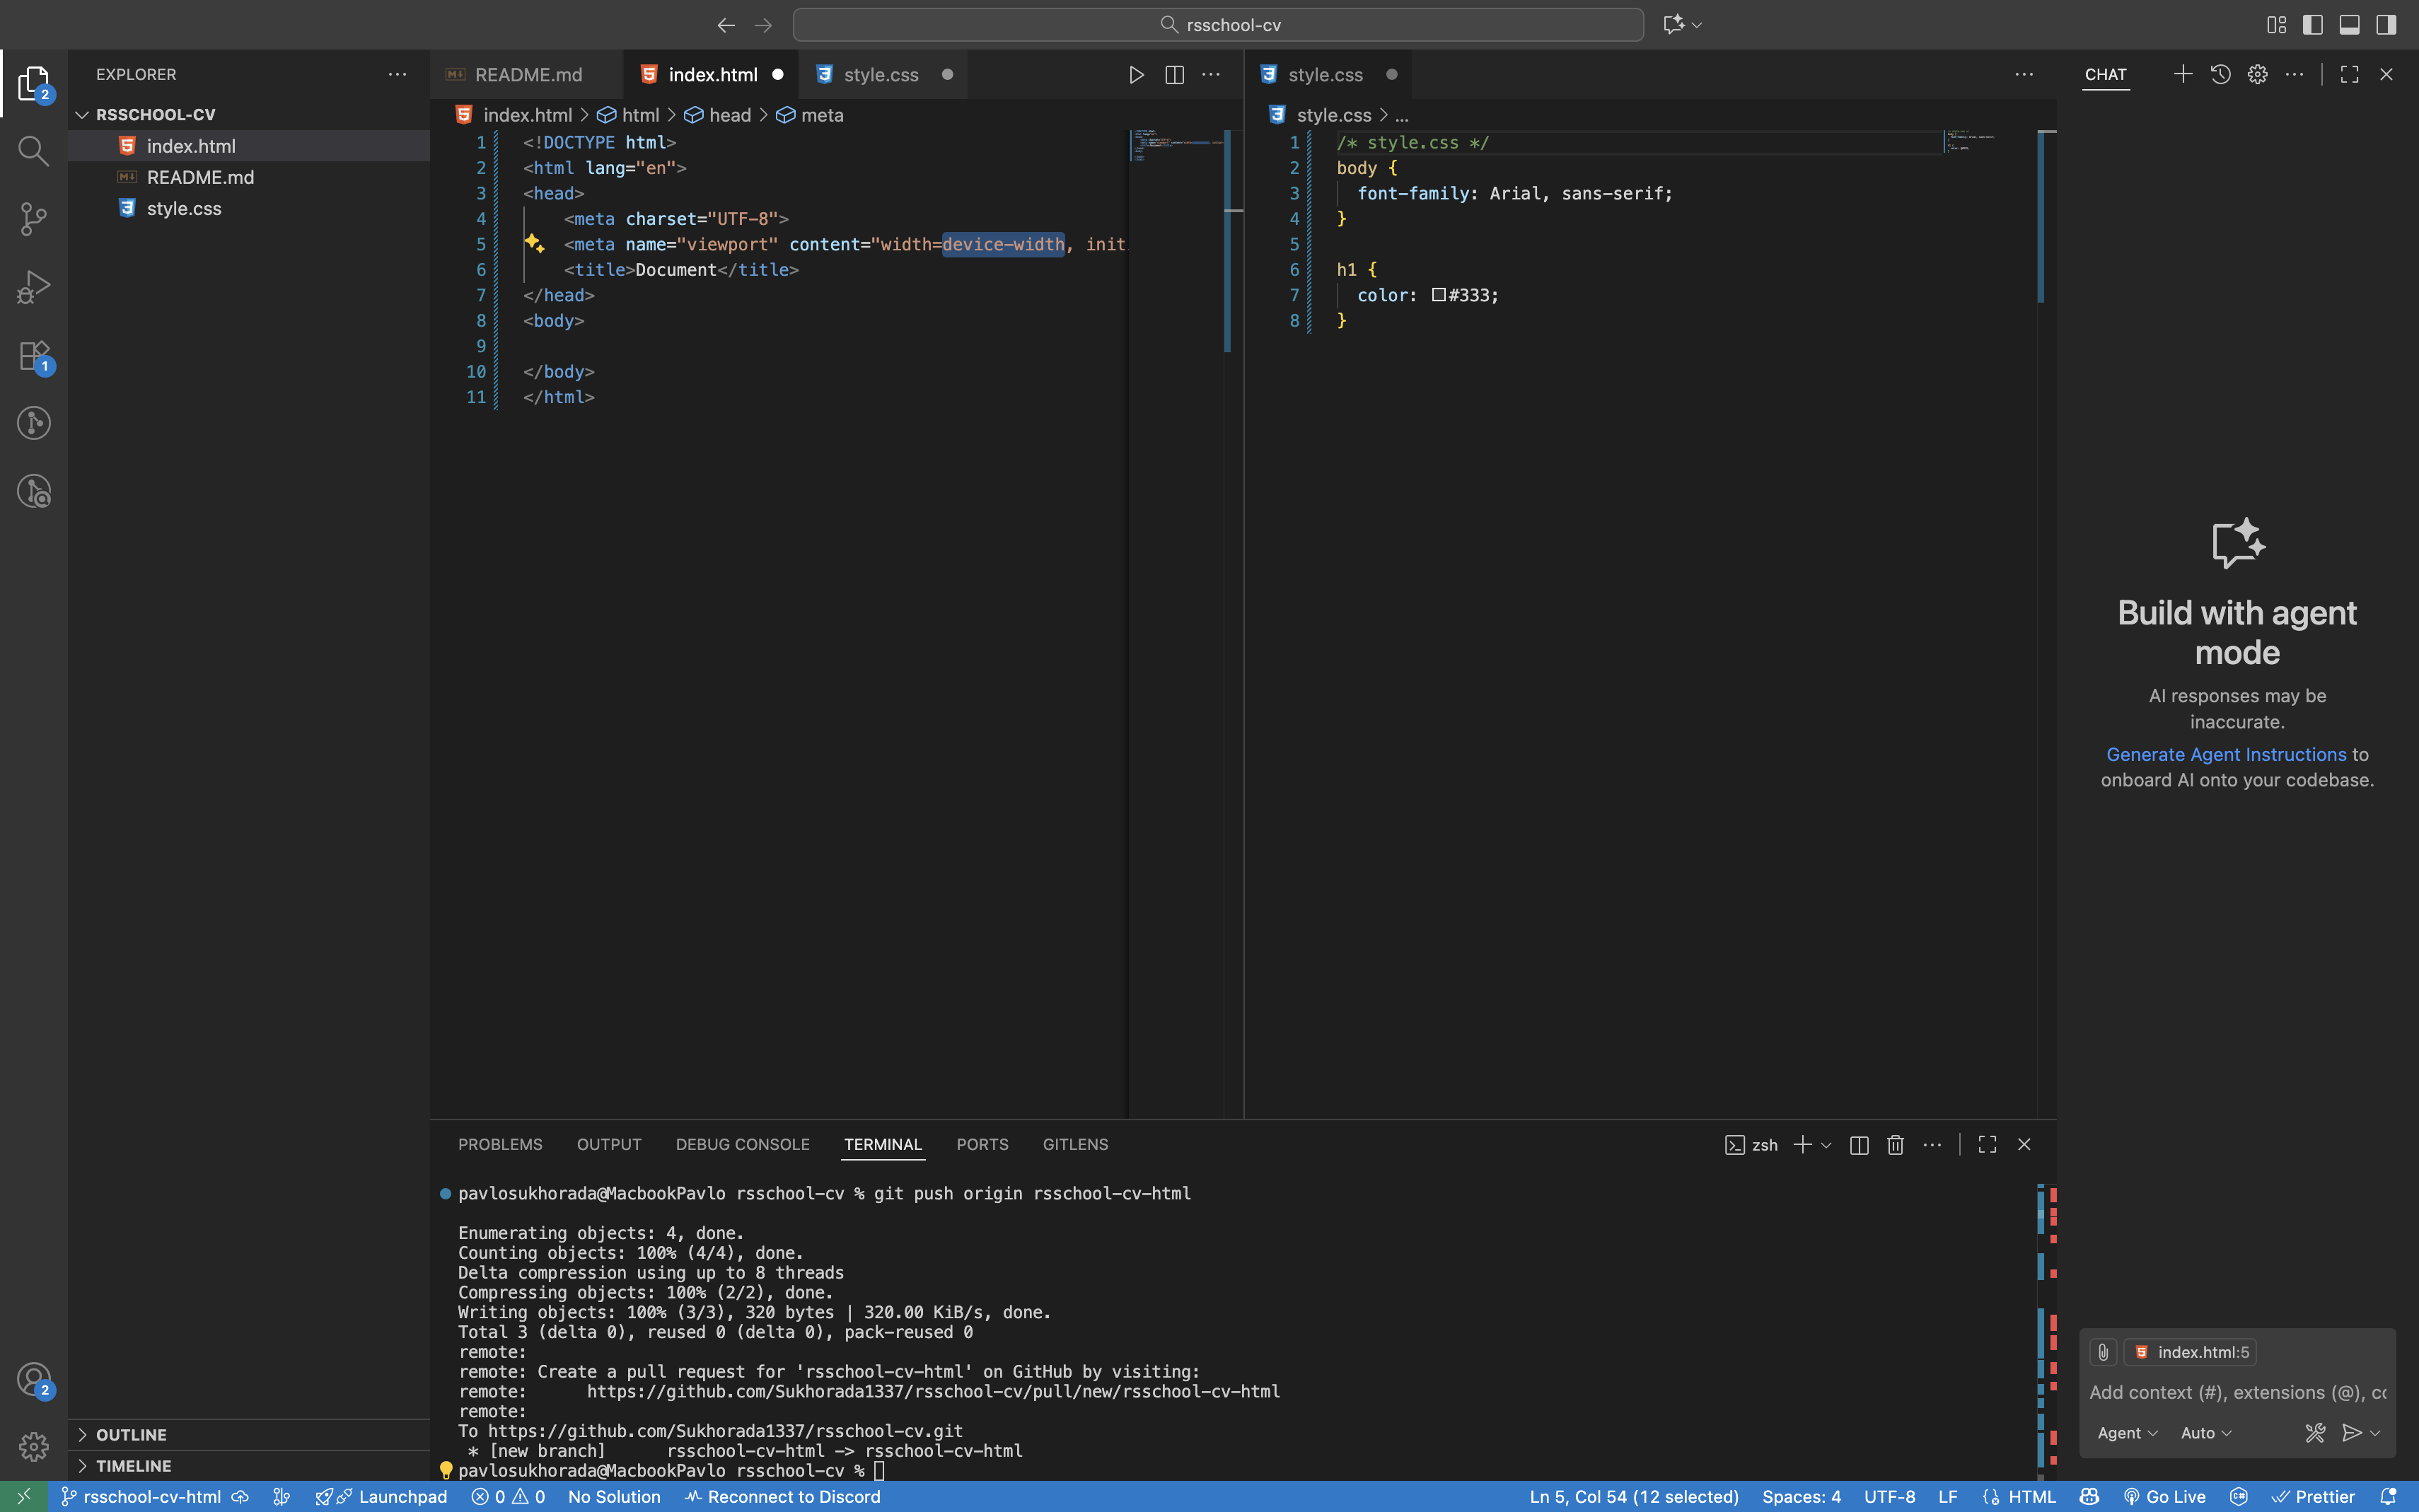 rsschool-cv
2
1
2
EXPLORER
RSSCHOOL-CV
index.html
README.md
style.css
OUTLINE
TIMELINE
README.md
index.html
style.css
index.html > html > head > meta
1 <!DOCTYPE html>
2 <html lang="en">
3 <head>
4 <meta charset="UTF-8">
5 <meta name="viewport" content="width=device-width, init
6 <title>Document</title>
7 </head>
8 <body>
9
10 </body>
11 </html>
style.css
style.css > ...
1 /* style.css */
2 body {
3 font-family: Arial, sans-serif;
4 }
5
6 h1 {
7 color: #333;
8 }
PROBLEMS OUTPUT DEBUG CONSOLE TERMINAL PORTS GITLENS
zsh
pavlosukhorada@MacbookPavlo rsschool-cv % git push origin rsschool-cv-html
Enumerating objects: 4, done.
Counting objects: 100% (4/4), done.
Delta compression using up to 8 threads
Compressing objects: 100% (2/2), done.
Writing objects: 100% (3/3), 320 bytes | 320.00 KiB/s, done.
Total 3 (delta 0), reused 0 (delta 0), pack-reused 0
remote:
remote: Create a pull request for 'rsschool-cv-html' on GitHub by visiting:
remote: https://github.com/Sukhorada1337/rsschool-cv/pull/new/rsschool-cv-html
remote:
To https://github.com/Sukhorada1337/rsschool-cv.git
* [new branch] rsschool-cv-html -> rsschool-cv-html
pavlosukhorada@MacbookPavlo rsschool-cv %
CHAT
Build with agent
mode
AI responses may be
inaccurate.
Generate Agent Instructions to
onboard AI onto your codebase.
index.html:5
Add context (#), extensions (@), co
Agent Auto
rsschool-cv-html Launchpad 0 0 No Solution Reconnect to Discord Ln 5, Col 54 (12 selected) Spaces: 4 UTF-8 LF HTML Go Live Prettier